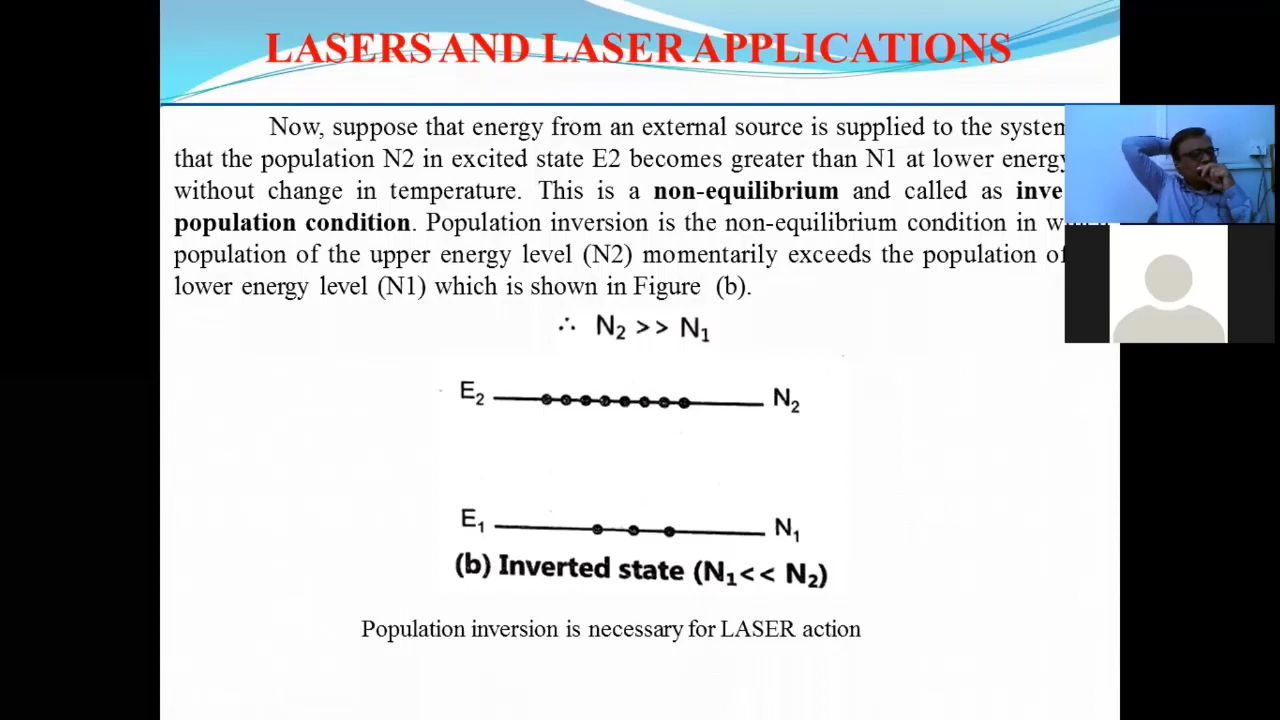 LASERS AND LASER APPLICATIONS
Now, suppose that energy from an external source is supplied to the system
that the population N2 in excited state E2 becomes greater than N1 at lower energy
without change in temperature. This is a non-equilibrium and called as
population condition. Population inversion is the non-equilibrium condition in
population of the upper energy level (N2) momentarily exceeds the population
lower energy level (N1) which is shown in Figure (b).
∴ N₂ >> N₁
E₂ N₂
E₁ N₁
(b) Inverted state (N₁<< N₂)
Population inversion is necessary for LASER action